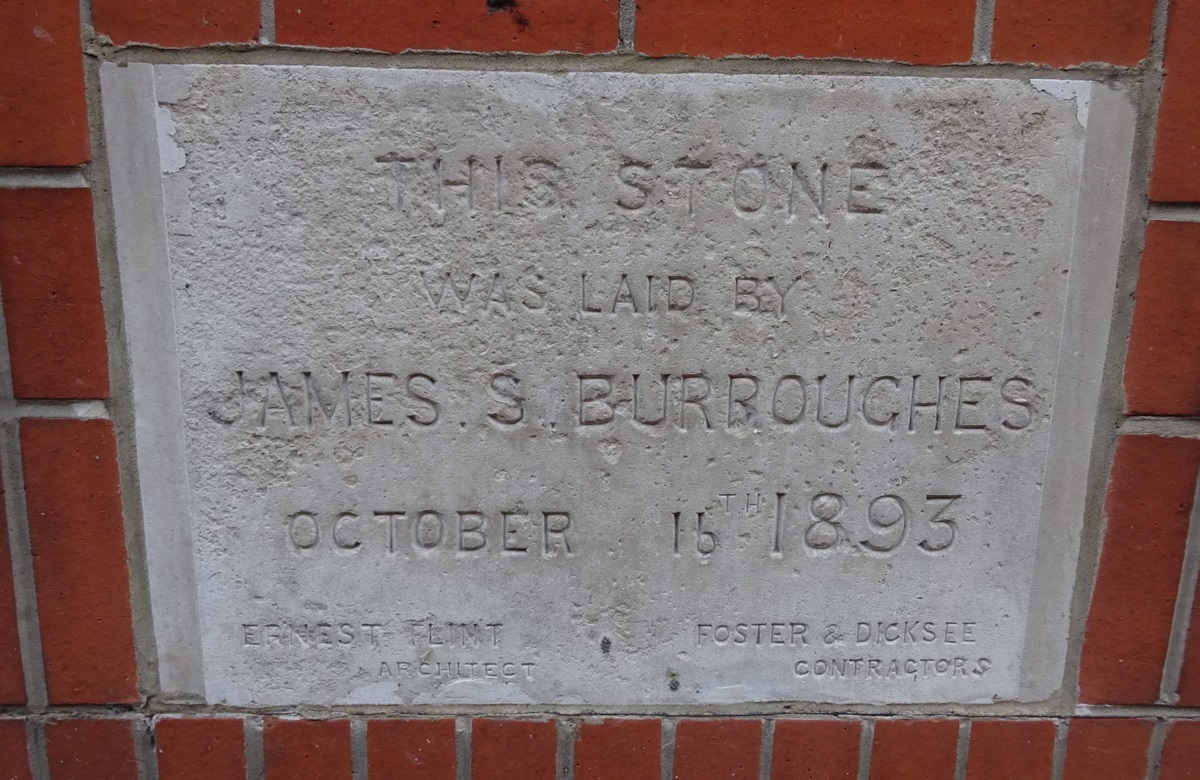 THIS STONE
WAS LAID BY
JAMES S. BURROUGHES
OCTOBER 16TH 1893
ERNEST FLINT
ARCHITECT
FOSTER & DICKSEE
CONTRACTORS